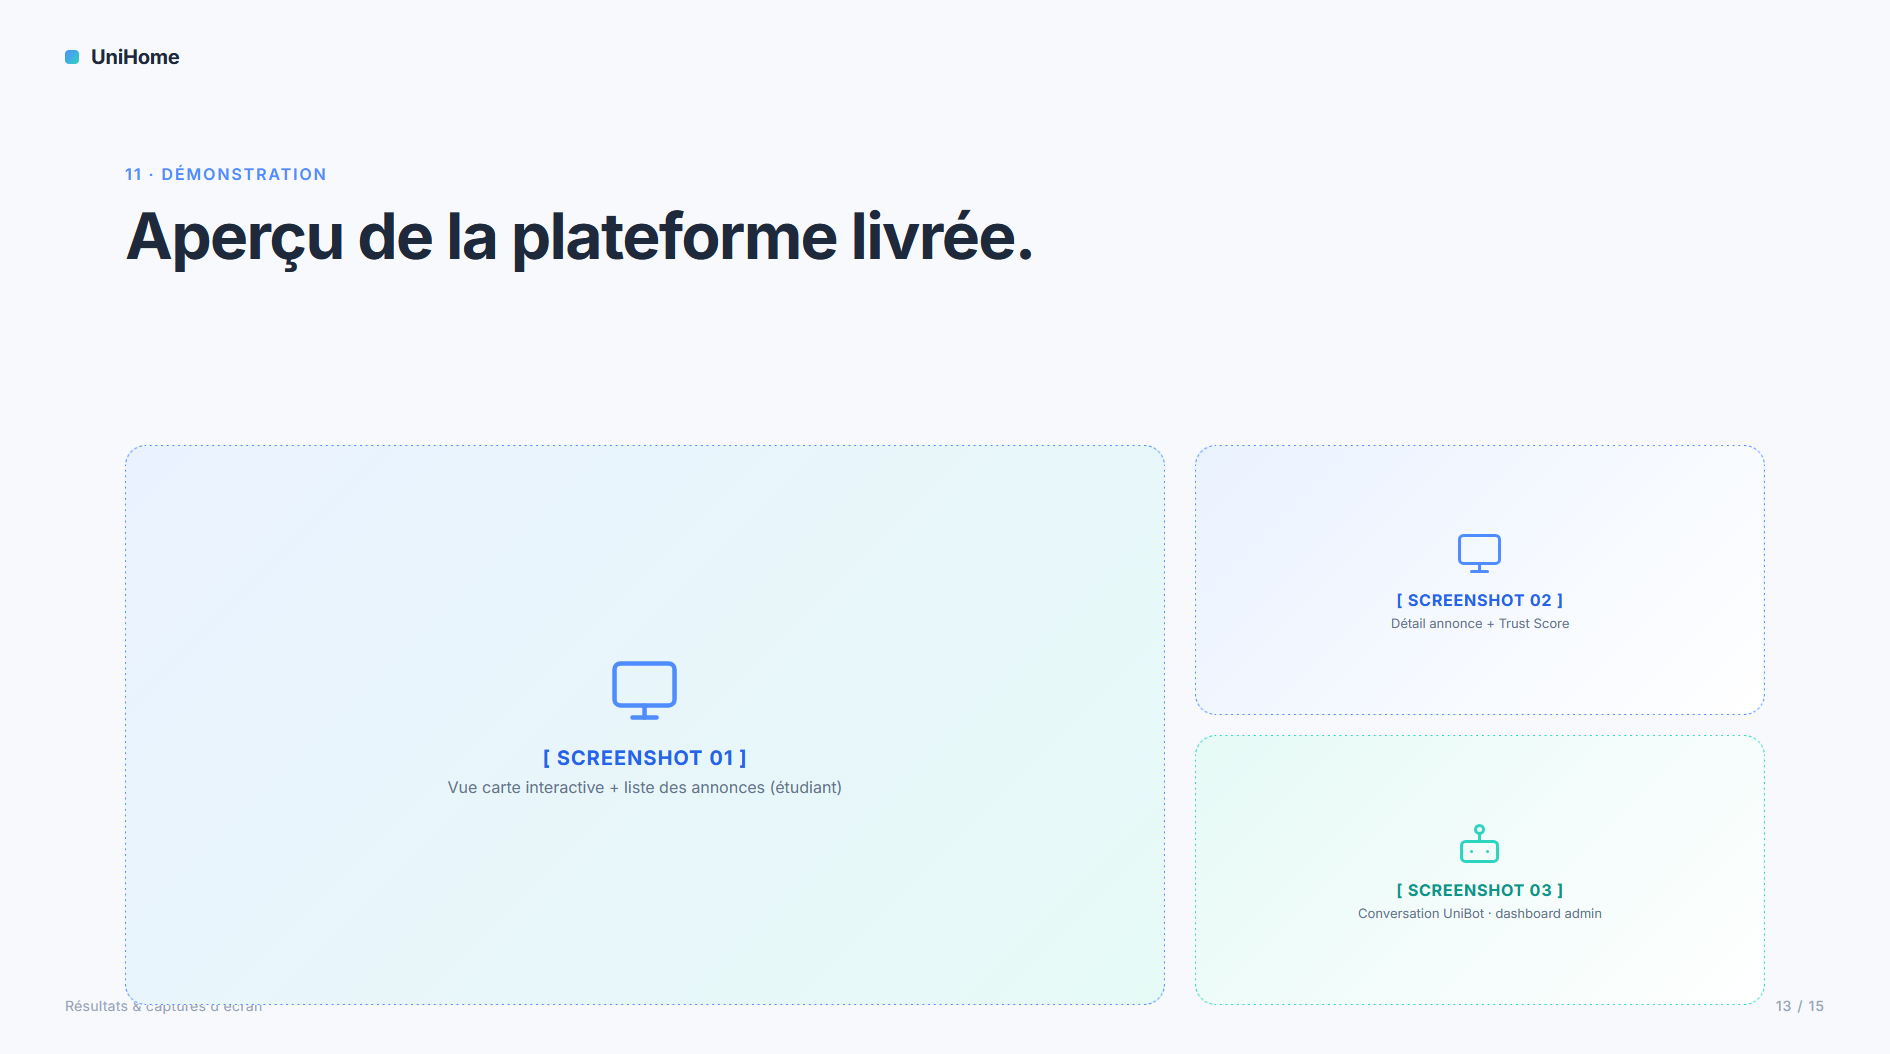 UniHome
11 · DÉMONSTRATION
Aperçu de la plateforme livrée.
[ SCREENSHOT 01 ]
Vue carte interactive + liste des annonces (étudiant)
[ SCREENSHOT 02 ]
Détail annonce + Trust Score
[ SCREENSHOT 03 ]
Conversation UniBot · dashboard admin
Résultats & captures d'écran
13 / 15